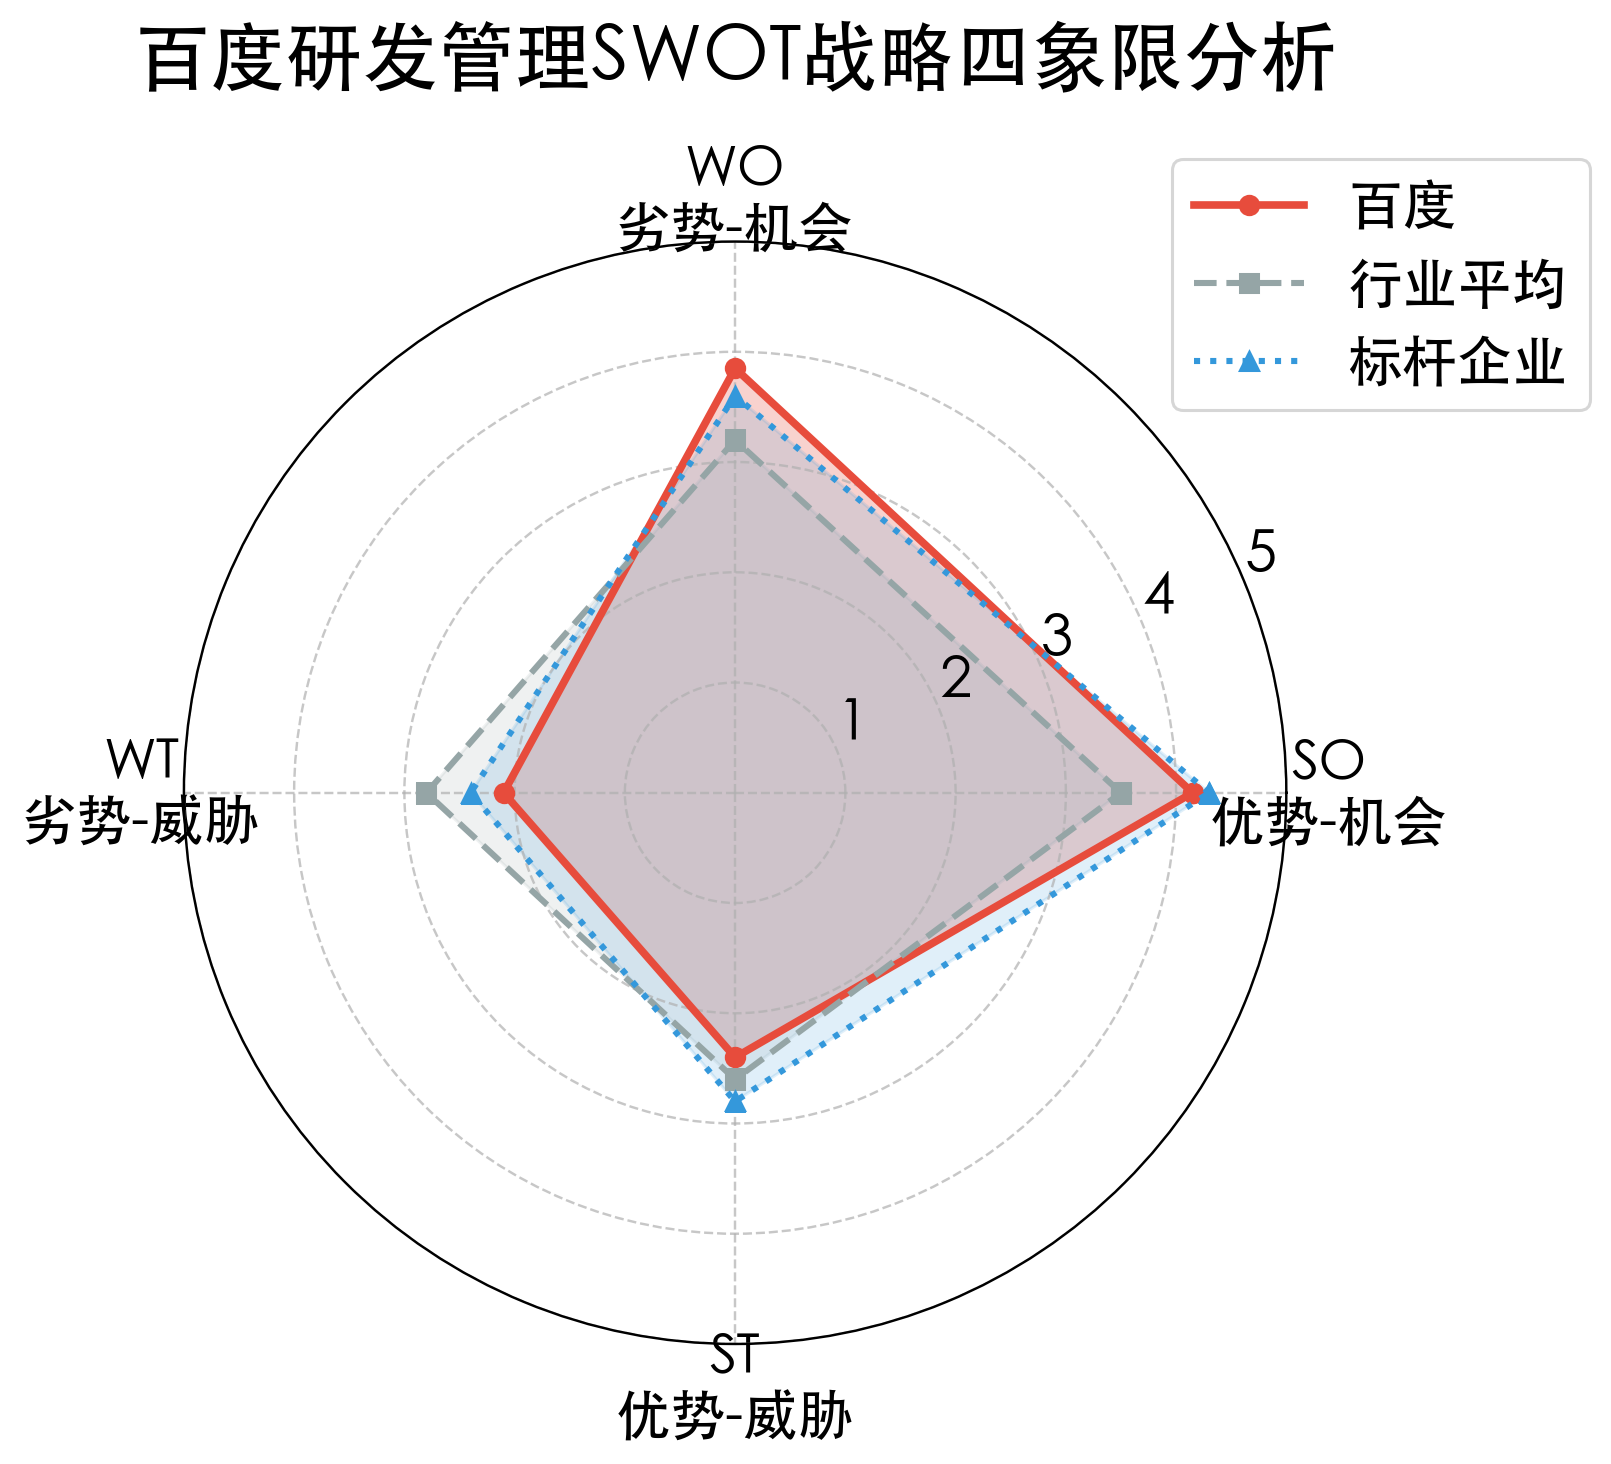 百度研发管理SWOT战略四象限分析
WO
劣势-机会
百度
行业平均
标杆企业
5
4
3
2
1
WT
劣势-威胁
SO
优势-机会
ST
优势-威胁